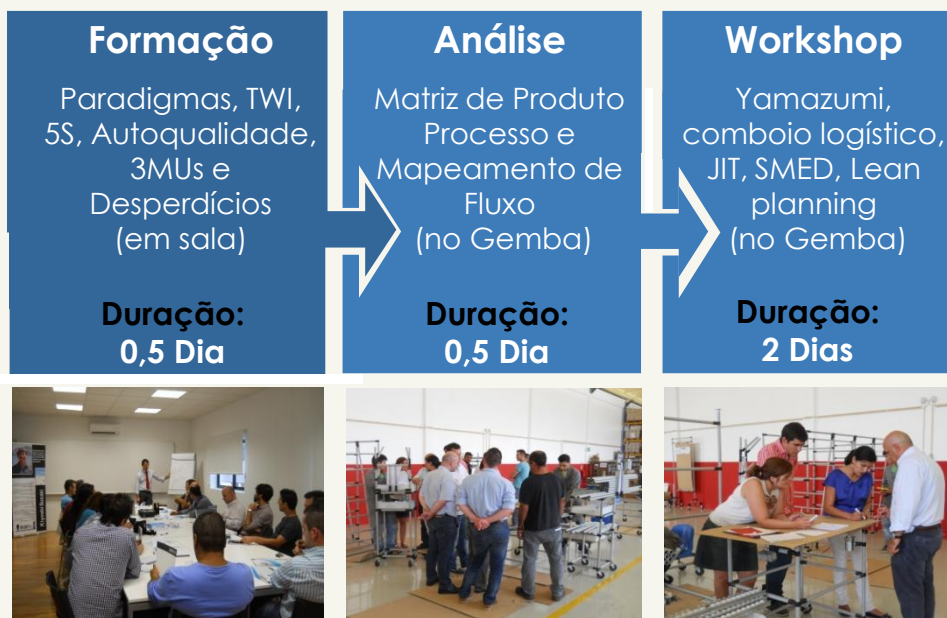 Formação
Paradigmas, TWI,
5S, Autoqualidade,
3MUs e
Desperdícios
(em sala)
Duração:
0,5 Dia
Análise
Matriz de Produto
Processo e
Mapeamento de
Fluxo
(no Gemba)
Duração:
0,5 Dia
Workshop
Yamazumi,
comboio logístico,
JIT, SMED, Lean
planning
(no Gemba)
Duração:
2 Dias